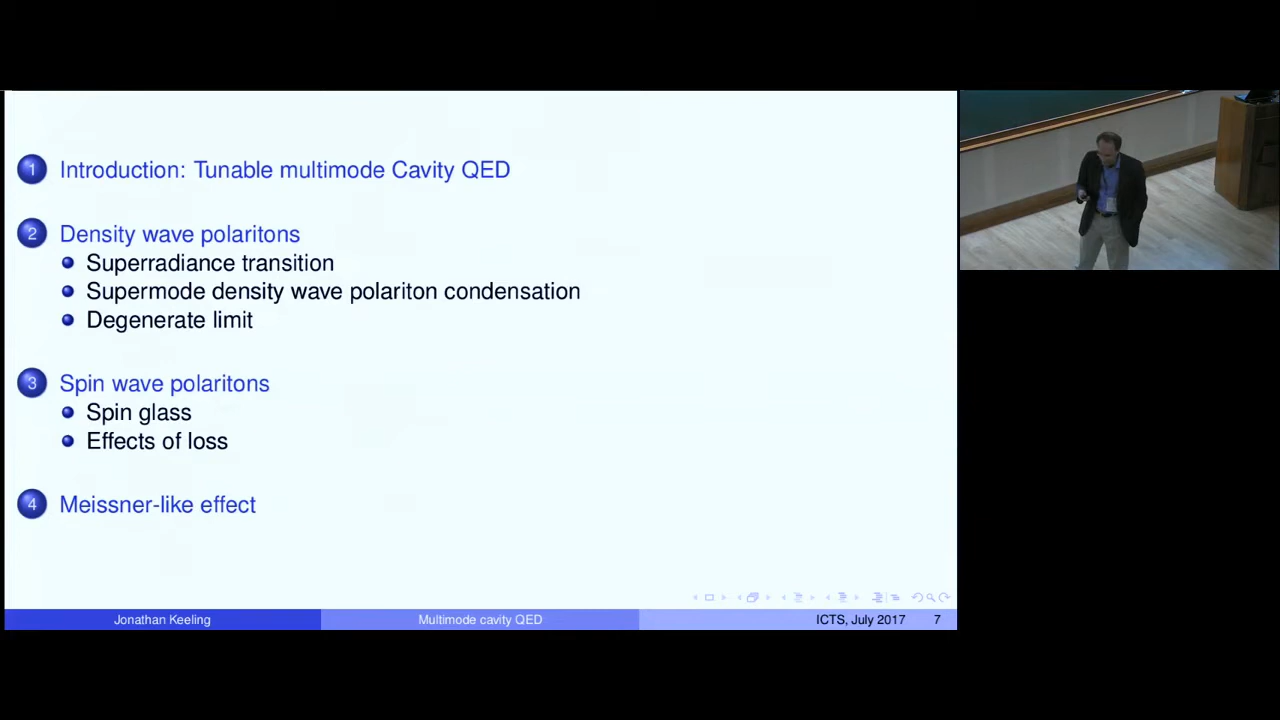 1 Introduction: Tunable multimode Cavity QED
2 Density wave polaritons
Superradiance transition
Supermode density wave polariton condensation
Degenerate limit
3 Spin wave polaritons
Spin glass
Effects of loss
4 Meissner-like effect
Jonathan Keeling Multimode cavity QED ICTS, July 2017 7